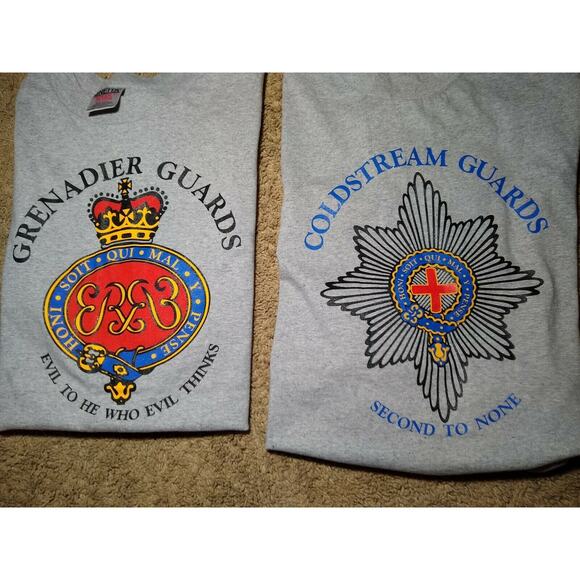 GRENADIER GUARDS
HONI · SOIT · QUI · MAL · Y · PENSE
EVIL TO HE WHO EVIL THINKS
COLDSTREAM GUARDS
HONI · SOIT · QUI · MAL · Y · PENSE
SECOND TO NONE